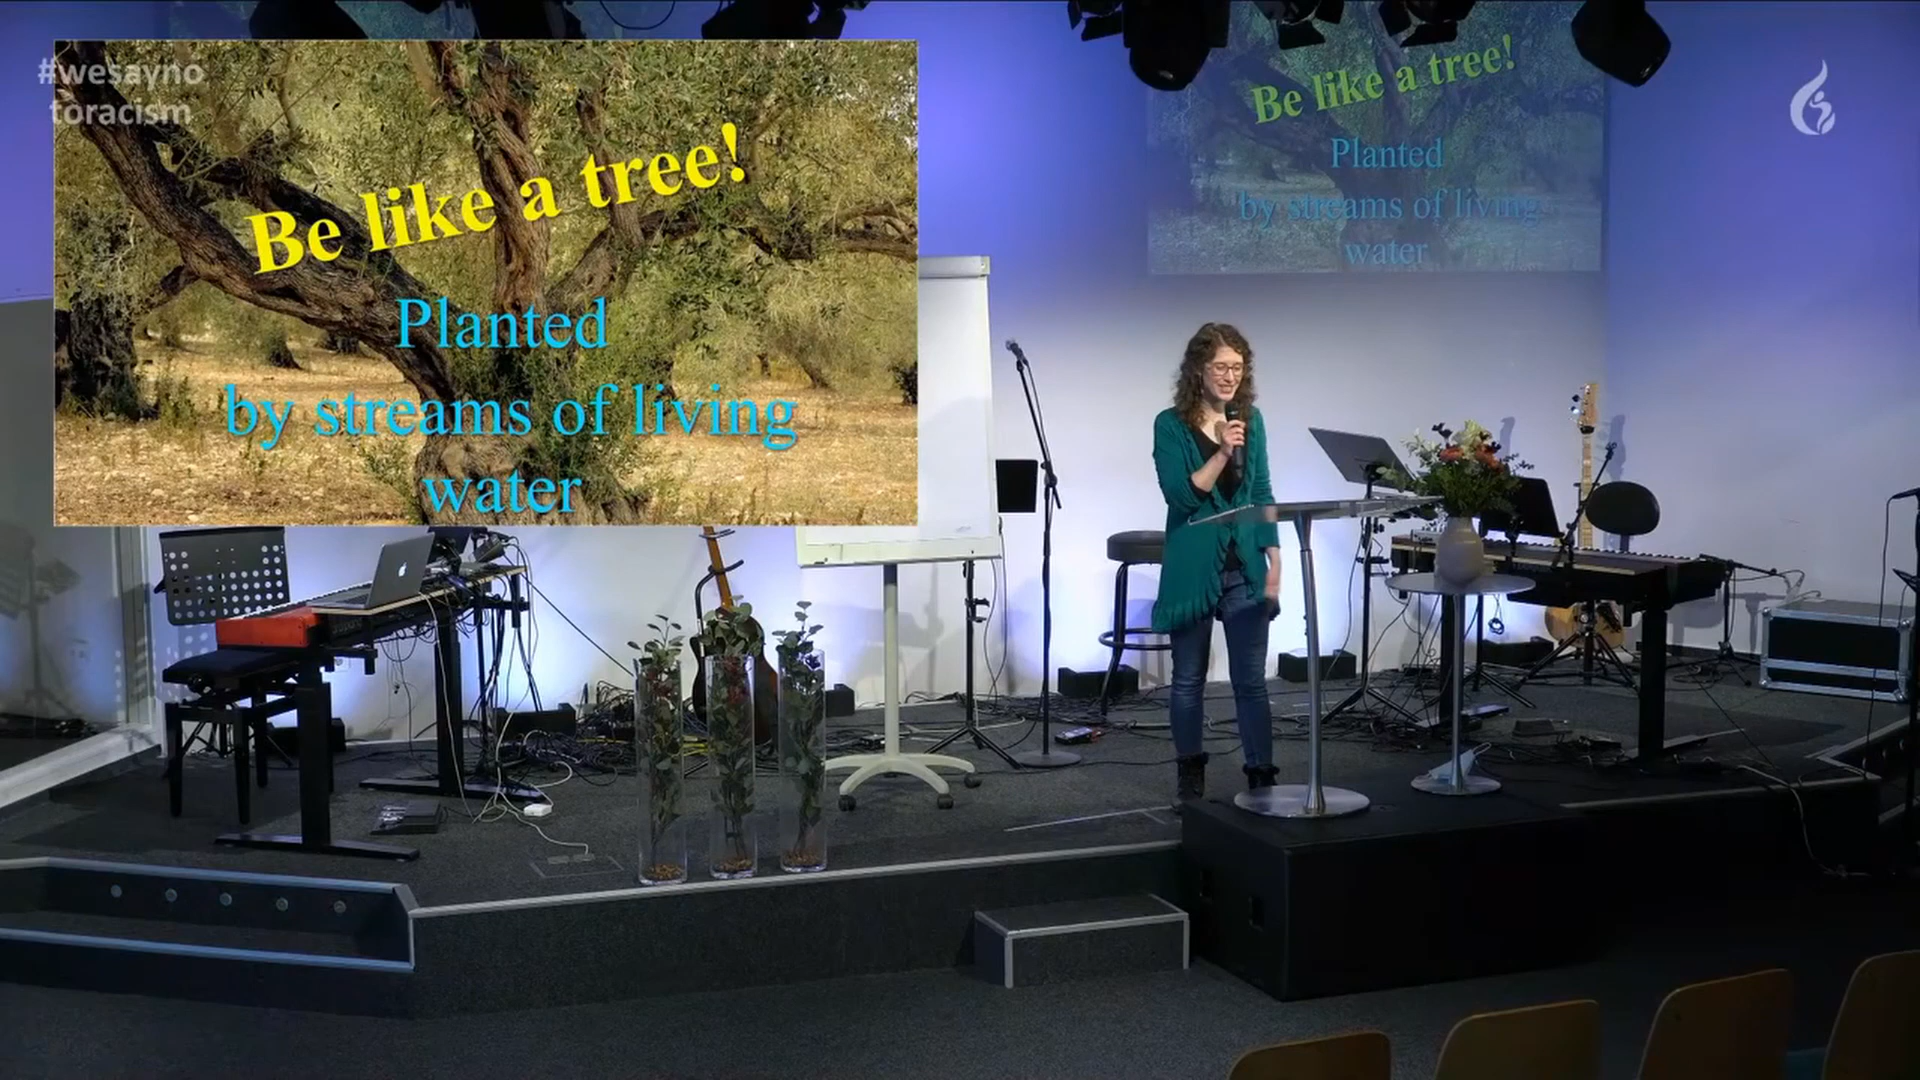 #wesayno
toracism
Be like a tree!
Planted
by streams of living
water
Be like a tree!
Planted
by streams of living
water